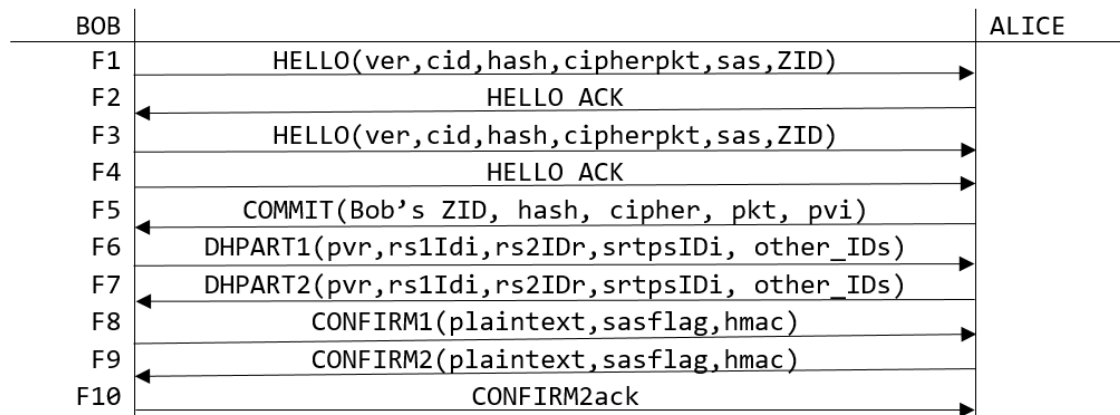 BOB ALICE
F1 HELLO(ver,cid,hash,cipherpkt,sas,ZID)
F2 HELLO ACK
F3 HELLO(ver,cid,hash,cipherpkt,sas,ZID)
F4 HELLO ACK
F5 COMMIT(Bob’s ZID, hash, cipher, pkt, pvi)
F6 DHPART1(pvr,rs1Idi,rs2IDr,srtpsIDi, other_IDs)
F7 DHPART2(pvr,rs1Idi,rs2IDr,srtpsIDi, other_IDs)
F8 CONFIRM1(plaintext,sasflag,hmac)
F9 CONFIRM2(plaintext,sasflag,hmac)
F10 CONFIRM2ack